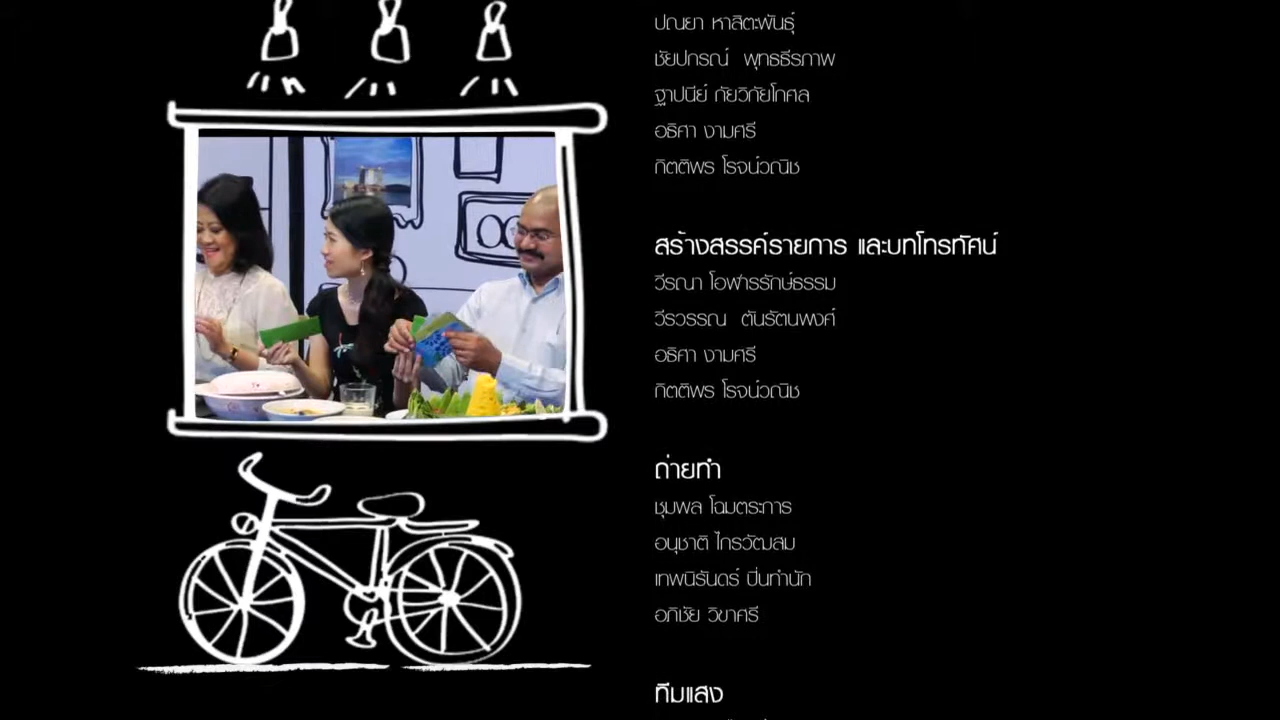 ปณยา หาสิตะพันธุ์
ชัยปกรณ์ พุทธธีรภาพ
ฐาปนีย์ กัยวิกัยโกศล
อธิศา งามศรี
กิตติพร โรจน์วณิช
สร้างสรรค์รายการ และบทโทรทัศน์
วีรณา โอฬารรักษ์ธรรม
วีรวรรณ ตันรัตนพงศ์
อธิศา งามศรี
กิตติพร โรจน์วณิช
ถ่ายทำ
ชุมพล โฉมตระการ
อนุชาติ ไกรวัฒสม
เทพนิรันดร์ ปิ่นทำนัก
อภิชัย วิขาศรี
ทีมแสง